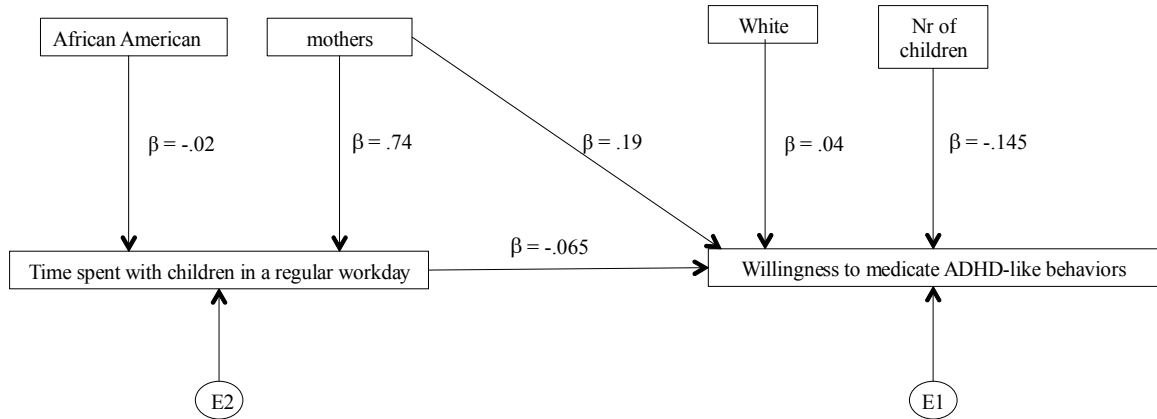 African American
mothers
White
Nr of
children
β = -.02
β = .74
β = .19
β = .04
β = -.145
β = -.065
Time spent with children in a regular workday
Willingness to medicate ADHD-like behaviors
E2
E1